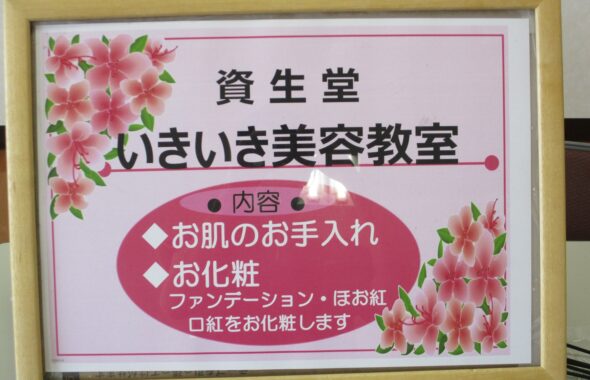 資生堂
いきいき美容教室
● 内容 ●
◆お肌のお手入れ
◆お化粧
ファンデーション・ほお紅
口紅をお化粧します